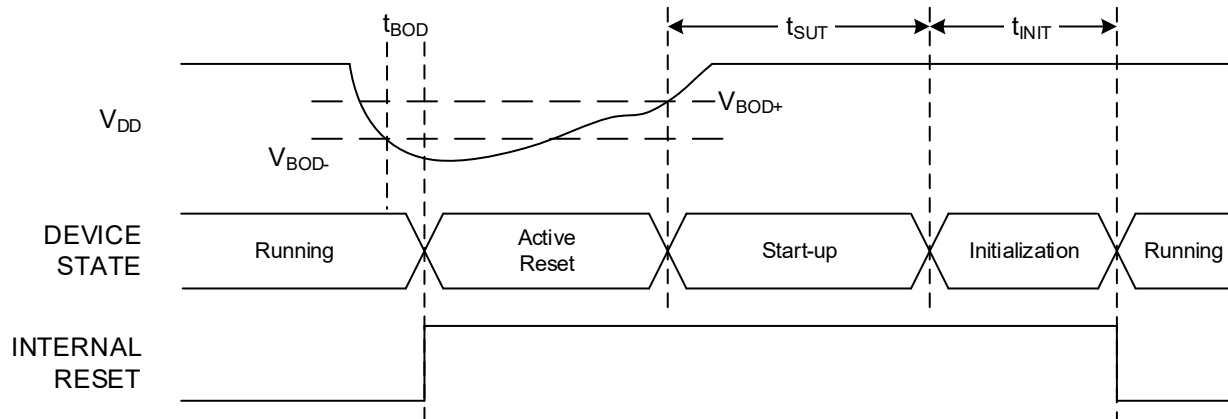 tBOD
tSUT
tINIT
VDD
VBOD+
VBOD-
DEVICE
STATE
Running
Active
Reset
Start-up
Initialization
Running
INTERNAL
RESET